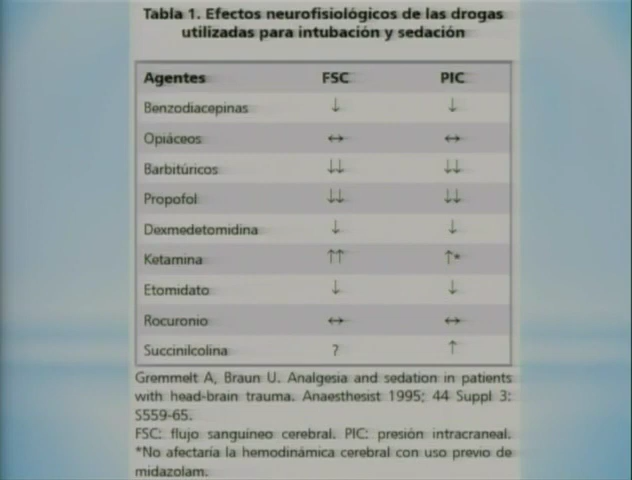 Tabla 1. Efectos neurofisiológicos de las drogas
utilizadas para intubación y sedación
Agentes FSC PIC
Benzodiacepinas ↓ ↓
Opiáceos ↔ ↔
Barbitúricos ↓↓ ↓↓
Propofol ↓↓ ↓↓
Dexmedetomidina ↓ ↓
Ketamina ↑↑ ↑*
Etomidato ↓ ↓
Rocuronio ↔ ↔
Succinilcolina ? ↑
Gremmelt A, Braun U. Analgesia and sedation in patients
with head-brain trauma. Anaesthesist 1995; 44 Suppl 3:
S559-65.
FSC: flujo sanguíneo cerebral. PIC: presión intracraneal.
*No afectaría la hemodinámica cerebral con uso previo de
midazolam.